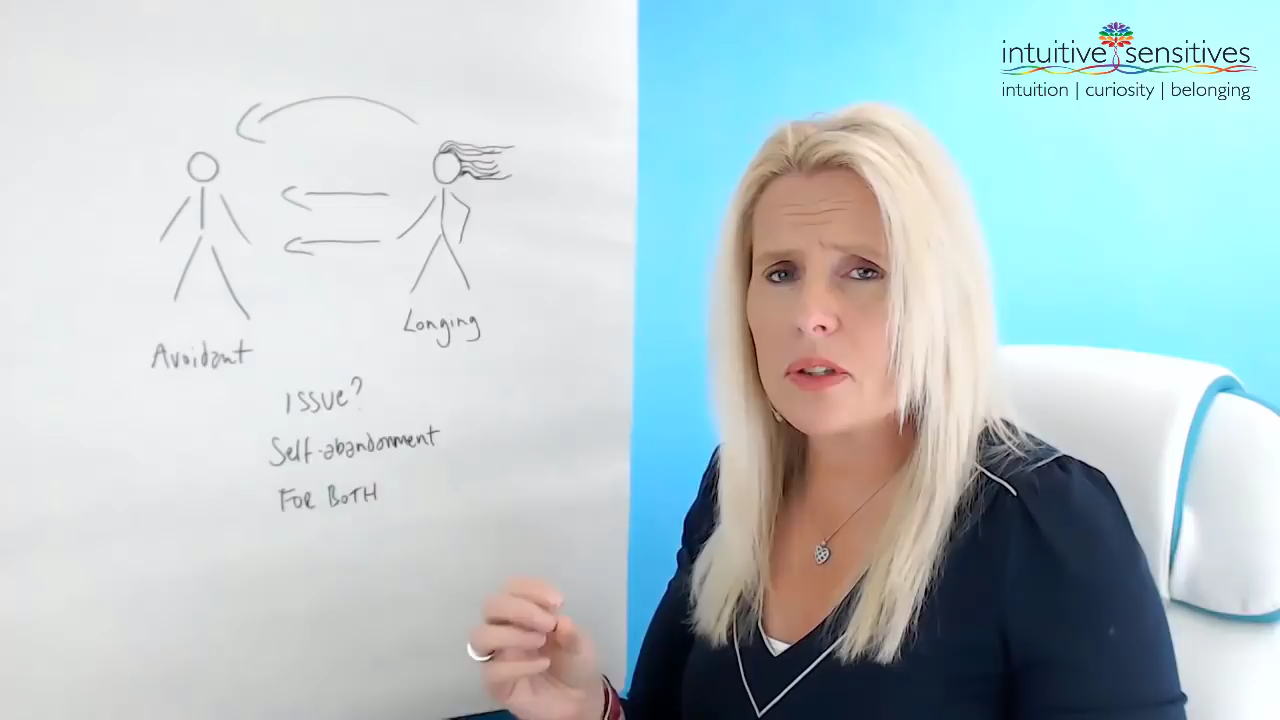 intuitive sensitives
intuition | curiosity | belonging
Longing
Avoidant
ISSUE?
Self-abandonment
FOR BOTH